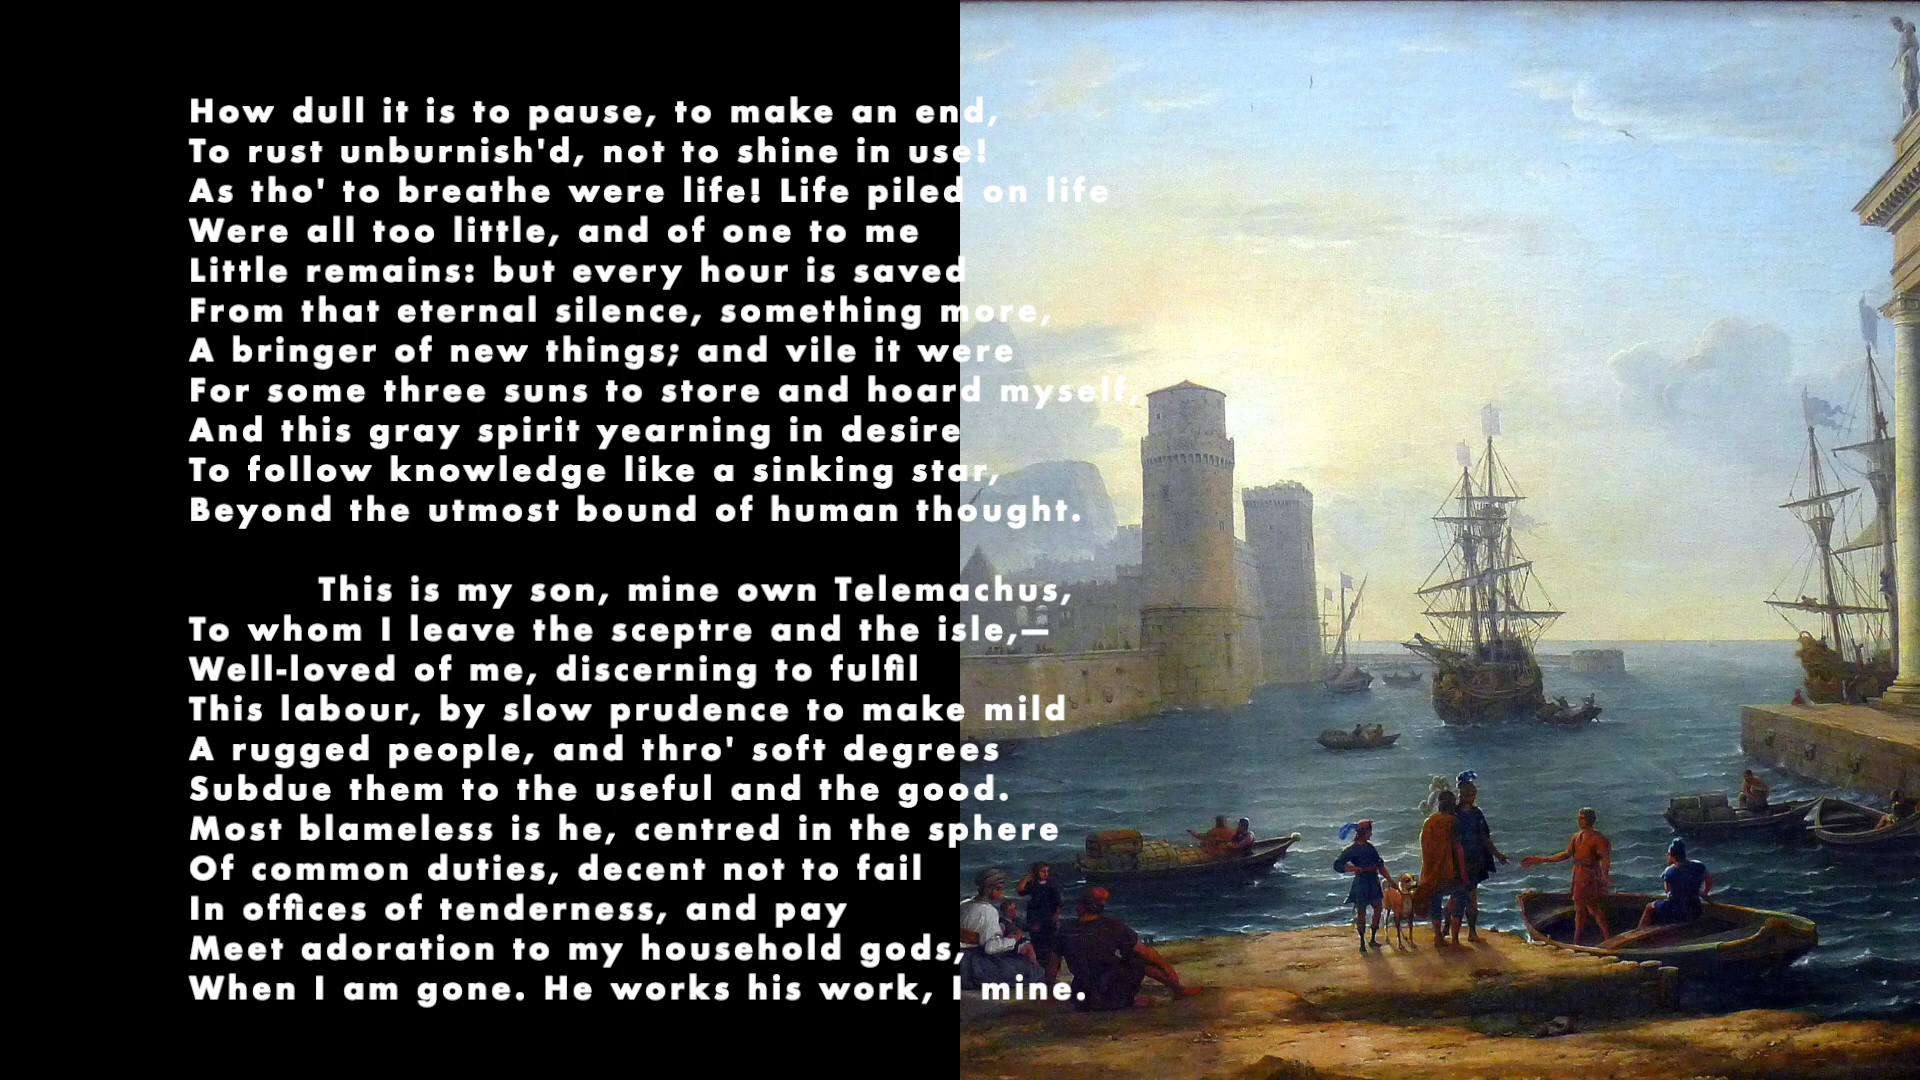 How dull it is to pause, to make an end,
To rust unburnish'd, not to shine in use!
As tho' to breathe were life! Life piled on life
Were all too little, and of one to me
Little remains: but every hour is saved
From that eternal silence, something more,
A bringer of new things; and vile it were
For some three suns to store and hoard myself,
And this gray spirit yearning in desire
To follow knowledge like a sinking star,
Beyond the utmost bound of human thought.
This is my son, mine own Telemachus,
To whom I leave the sceptre and the isle,—
Well-loved of me, discerning to fulfil
This labour, by slow prudence to make mild
A rugged people, and thro' soft degrees
Subdue them to the useful and the good.
Most blameless is he, centred in the sphere
Of common duties, decent not to fail
In offices of tenderness, and pay
Meet adoration to my household gods,
When I am gone. He works his work, I mine.